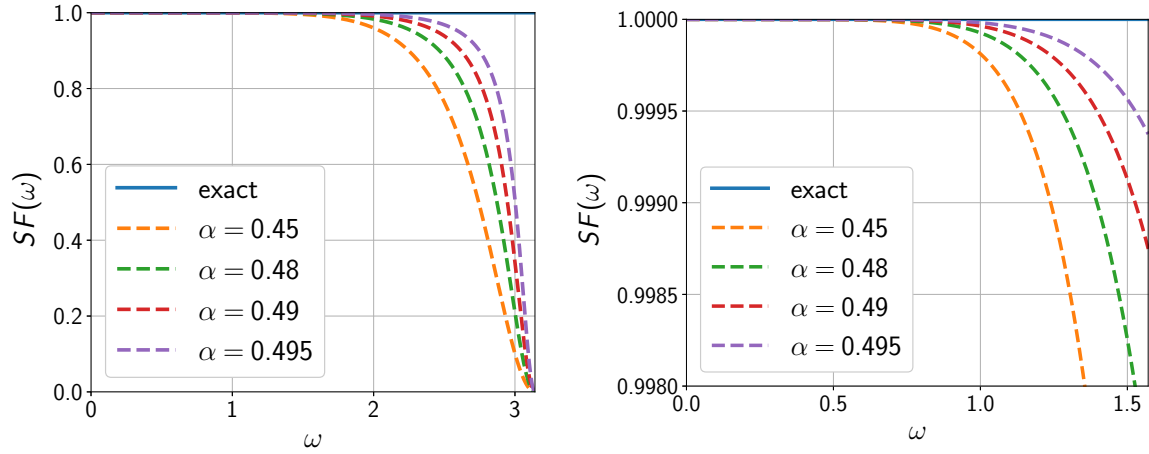 1.0
0.8
0.6
0.4
0.2
0.0
SF(ω)
exact
α = 0.45
α = 0.48
α = 0.49
α = 0.495
0
1
2
3
ω
1.0000
0.9995
0.9990
0.9985
0.9980
SF(ω)
exact
α = 0.45
α = 0.48
α = 0.49
α = 0.495
0.0
0.5
1.0
1.5
ω